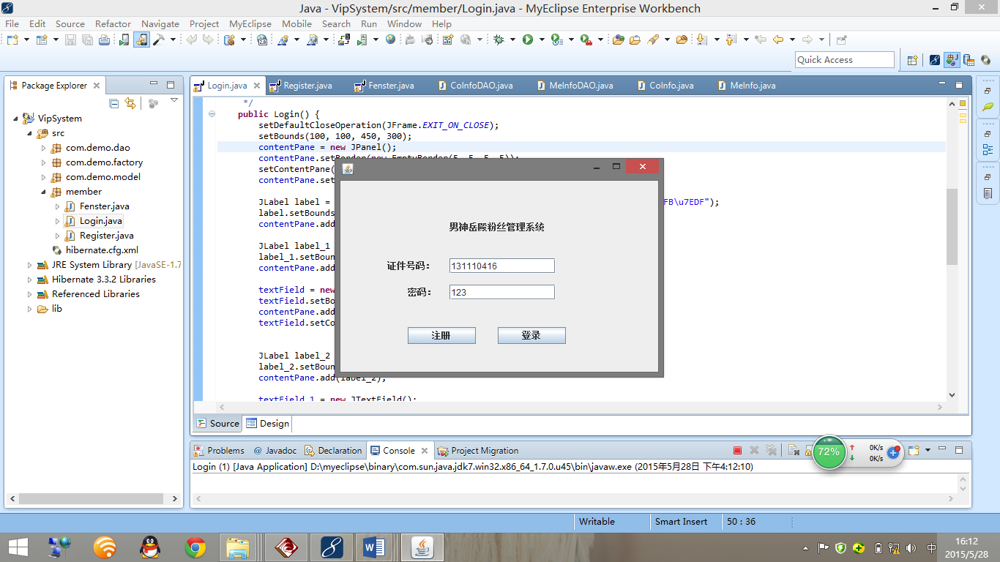 Java - VipSystem/src/member/Login.java - MyEclipse Enterprise Workbench
File Edit Source Refactor Navigate Project MyEclipse Mobile Search Run Window Help
Quick Access
Package Explorer
VipSystem
src
com.demo.dao
com.demo.factory
com.demo.model
member
Fenster.java
Login.java
Register.java
hibernate.cfg.xml
JRE System Library [JavaSE-1.7
Hibernate 3.3.2 Libraries
Referenced Libraries
lib
Login.java Register.java Fenster.java CoInfoDAO.java MeInfoDAO.java CoInfo.java MeInfo.java
*/
public Login() {
setDefaultCloseOperation(JFrame.EXIT_ON_CLOSE);
setBounds(100, 100, 450, 300);
contentPane = new JPanel();
contentPane.setBorder(new EmptyBorder(5, 5, 5, 5));
setContentPane(
contentPane.set
JLabel label = FB\u7EDF");
label.setBounds
contentPane.add
JLabel label_1
label_1.setBoun
contentPane.add
textField = new
textField.setBo
contentPane.add
textField.setCo
JLabel label_2
label_2.setBoun
contentPane.add(label_2);
textField_1 = new JTextField();
男神岳殿粉丝管理系统
证件号码： 131110416
密码： 123
注册 登录
Source Design
Problems @ Javadoc Declaration Console Project Migration
72% 0K/s
0K/s
Login (1) [Java Application] D:\myeclipse\binary\com.sun.java.jdk7.win32.x86_64_1.7.0.u45\bin\javaw.exe (2015年5月28日 下午4:12:10)
Writable Smart Insert 50 : 36
中
16:12
2015/5/28